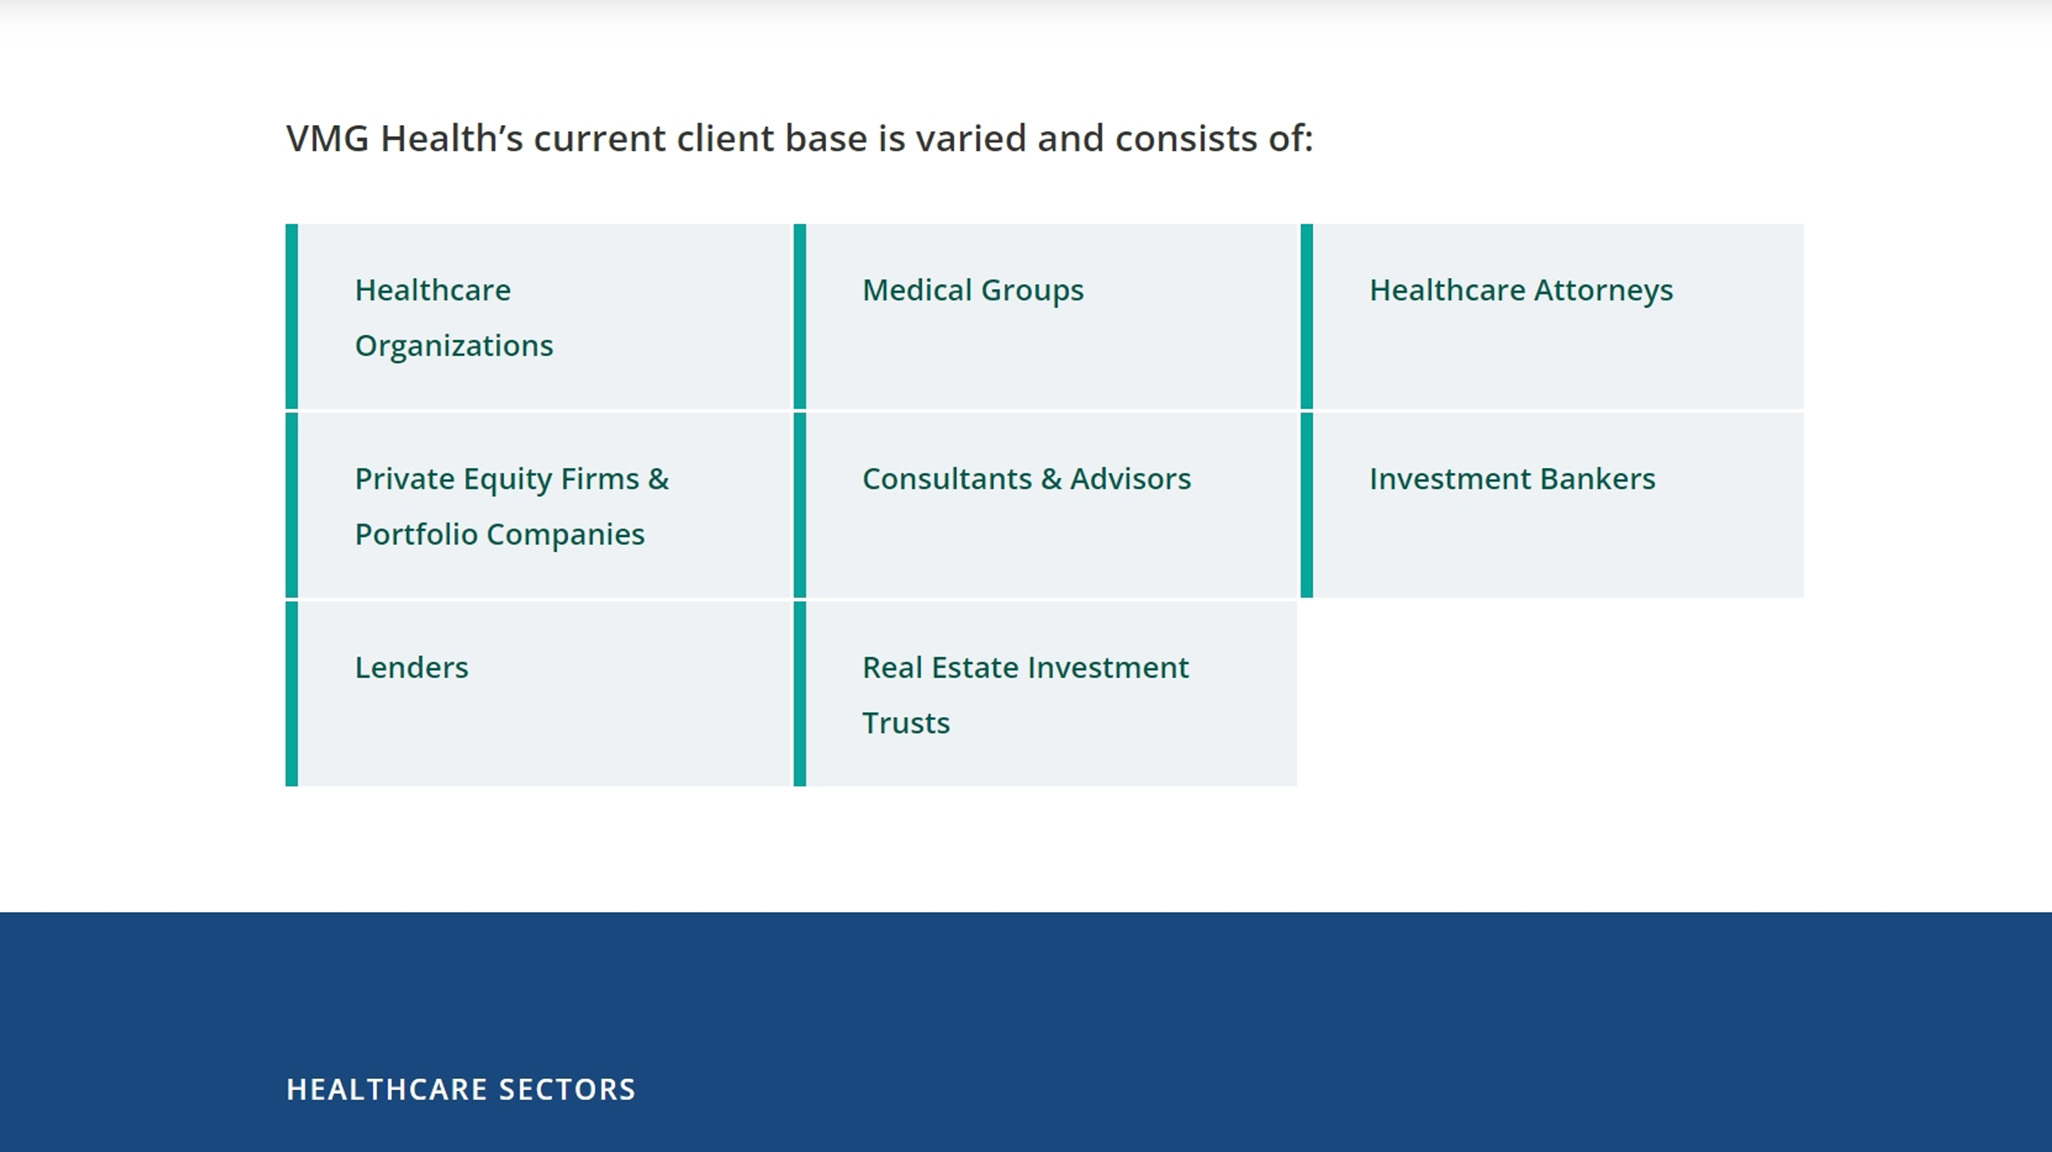 VMG Health’s current client base is varied and consists of:
Healthcare
Organizations
Medical Groups
Healthcare Attorneys
Private Equity Firms &
Portfolio Companies
Consultants & Advisors
Investment Bankers
Lenders
Real Estate Investment
Trusts
HEALTHCARE SECTORS